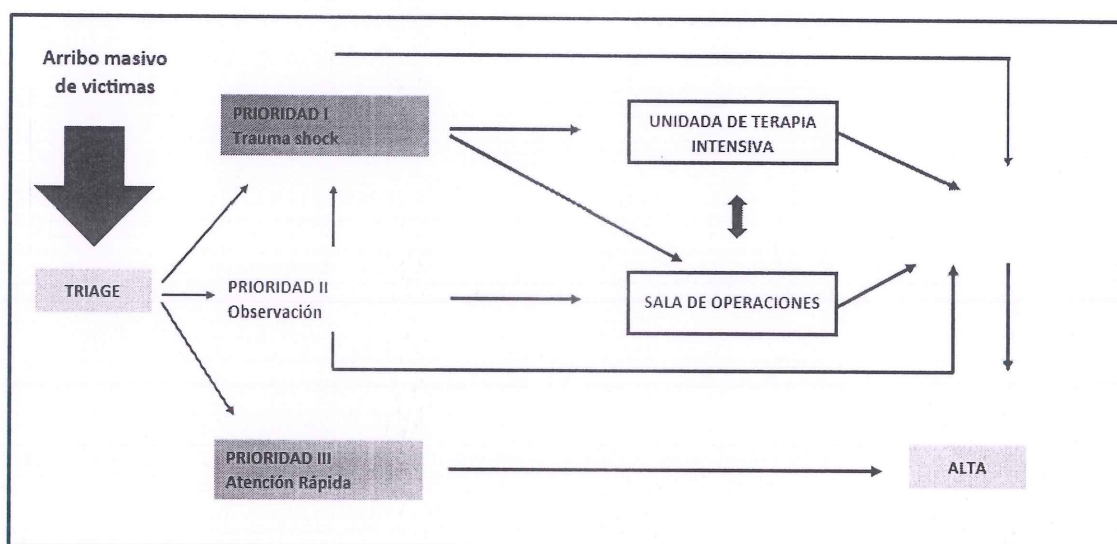 Arribo masivo
de victimas
PRIORIDAD I
Trauma shock
UNIDADA DE TERAPIA
INTENSIVA
TRIAGE
PRIORIDAD II
Observación
SALA DE OPERACIONES
PRIORIDAD III
Atención Rápida
ALTA